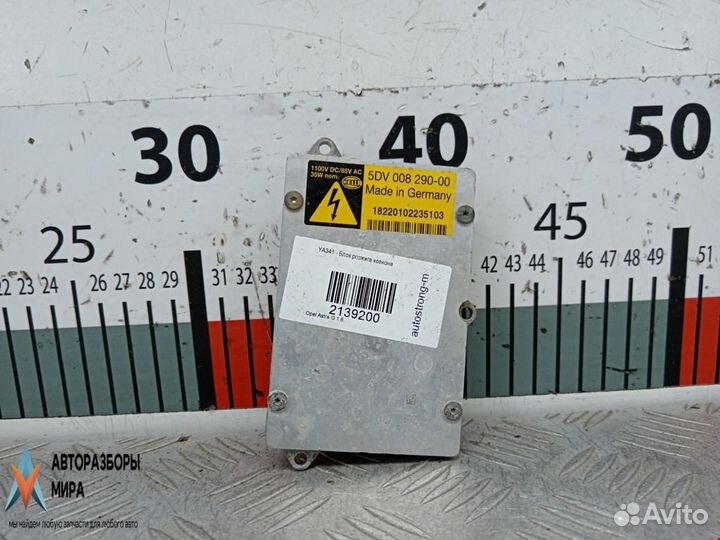 30
40
25
45
1100V DC/85V AC
35W nom.
HELLA
5DV 008 290-00
Made in Germany
18220102235103
22 23 24 26 27 28 29 31 32 33
42 43 44 46 47 48 49 51
YA341 - Блок розжига ксенона
2139200
Opel Astra G 1.6
autostrong-m
АВТОРАЗБОРЫ
МИРА
мы найдем любую запчасти для любого авто
Avito